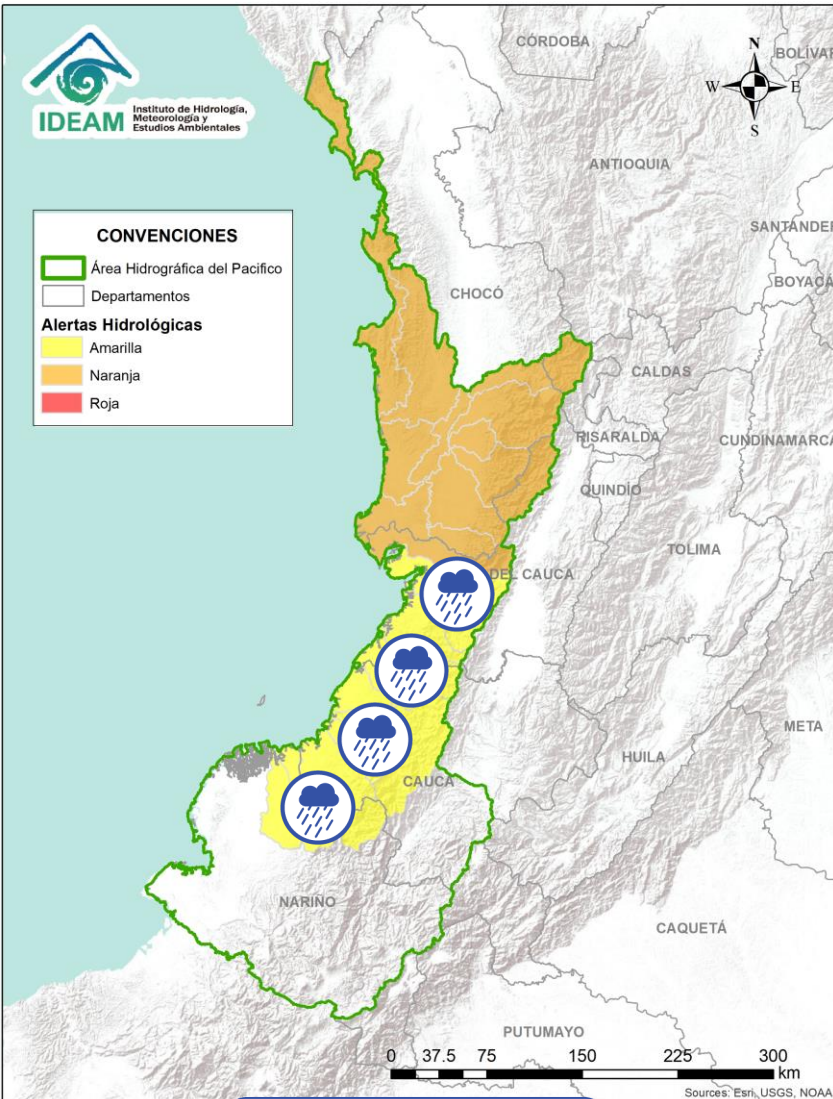 IDEAM
Instituto de Hidrología,
Meteorología y
Estudios Ambientales
N
W E
S
CÓRDOBA
BOLÍVAR
ANTIOQUIA
SANTANDER
BOYACÁ
CONVENCIONES
Área Hidrográfica del Pacifico
Departamentos
Alertas Hidrológicas
Amarilla
Naranja
Roja
CHOCÓ
CALDAS
RISARALDA
CUNDINAMARCA
QUINDÍO
TOLIMA
DEL CAUCA
META
HUILA
CAUCA
NARIÑO
CAQUETÁ
PUTUMAYO
0 37.5 75 150 225 300
km
Sources: Esri, USGS, NOAA